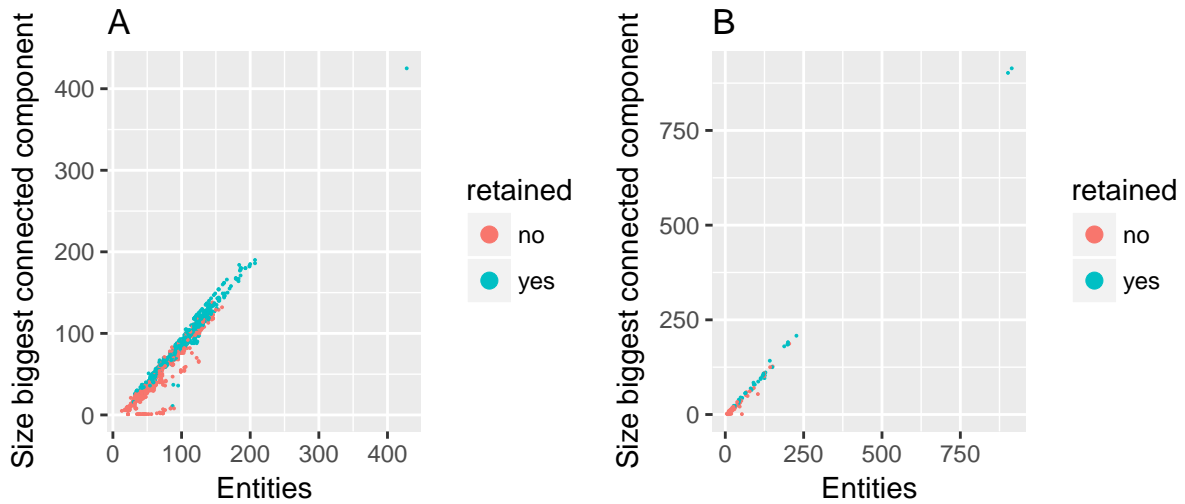 A
Size biggest connected component
400
300
200
100
0
0 100 200 300 400
Entities
retained
no
yes
B
Size biggest connected component
750
500
250
0
0 250 500 750
Entities
retained
no
yes